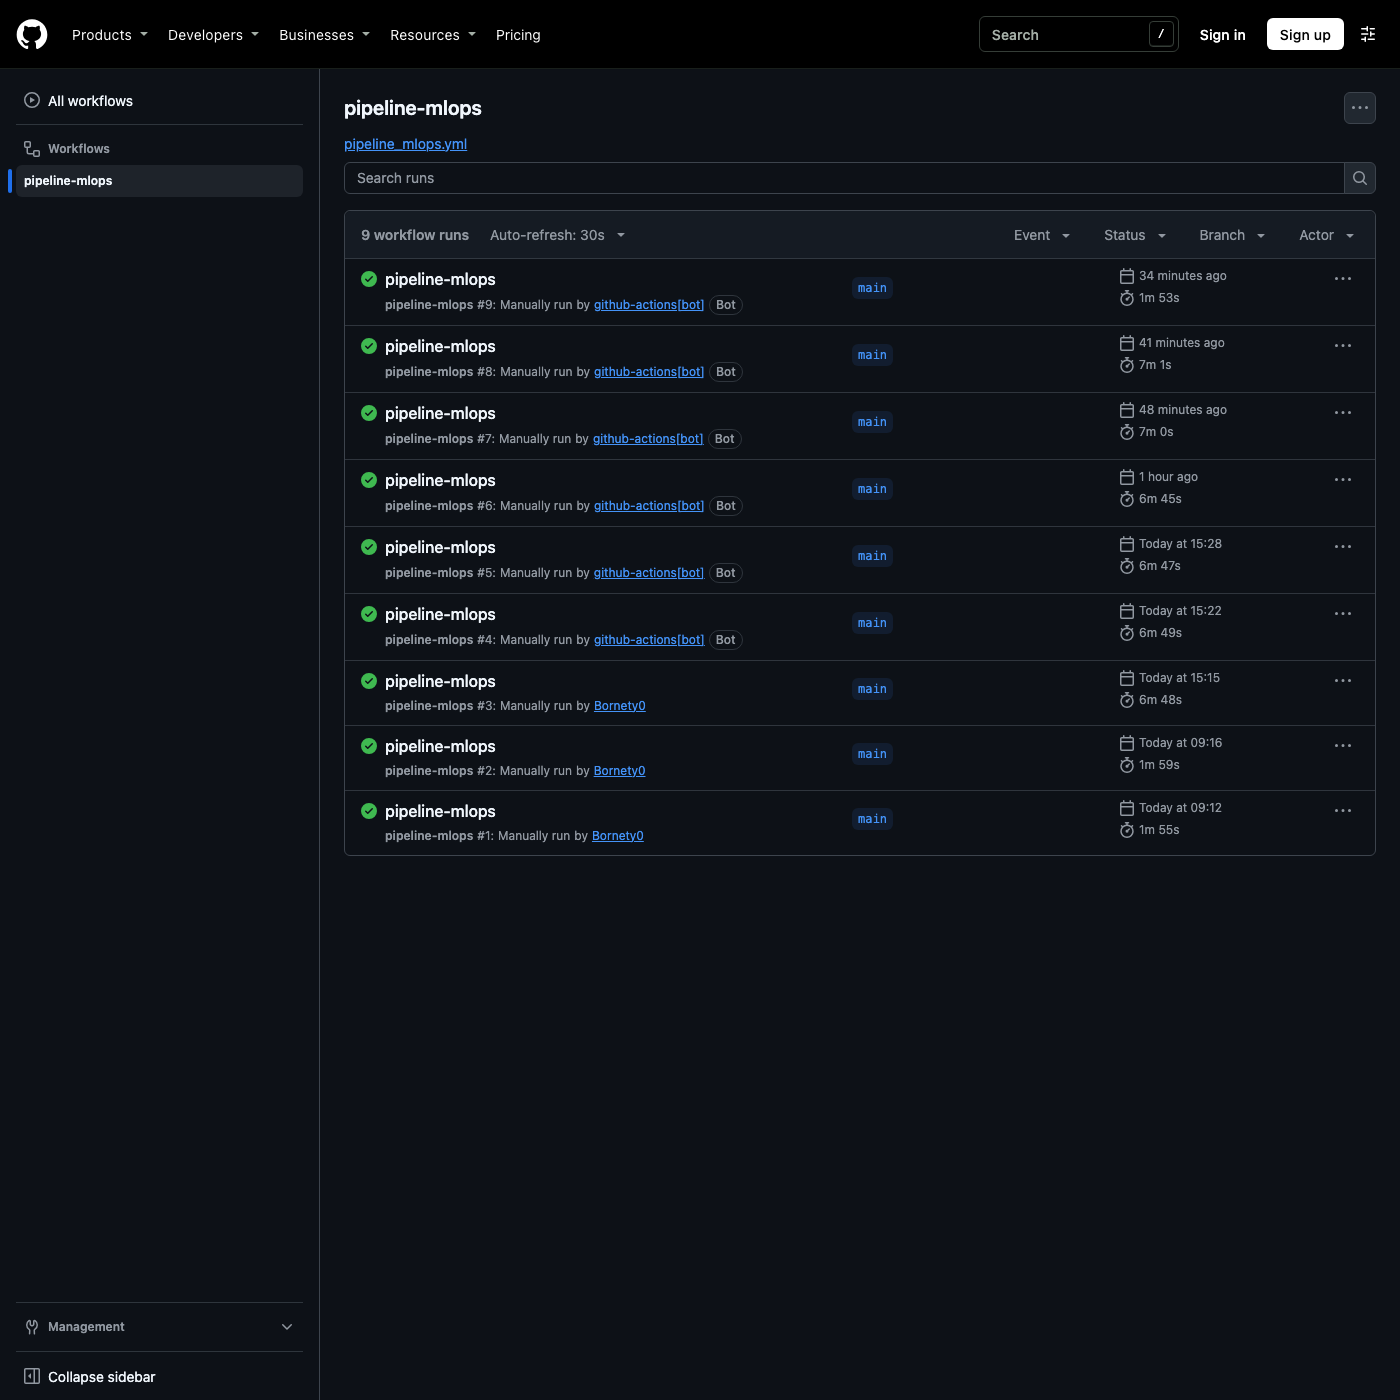 Products
Developers
Businesses
Resources
Pricing
Search
/
Sign in
Sign up
All workflows
Workflows
pipeline-mlops
pipeline-mlops
pipeline_mlops.yml
Search runs
9 workflow runs
Auto-refresh: 30s
Event
Status
Branch
Actor
pipeline-mlops
pipeline-mlops #9: Manually run by github-actions[bot] Bot
main
34 minutes ago
1m 53s
pipeline-mlops
pipeline-mlops #8: Manually run by github-actions[bot] Bot
main
41 minutes ago
7m 1s
pipeline-mlops
pipeline-mlops #7: Manually run by github-actions[bot] Bot
main
48 minutes ago
7m 0s
pipeline-mlops
pipeline-mlops #6: Manually run by github-actions[bot] Bot
main
1 hour ago
6m 45s
pipeline-mlops
pipeline-mlops #5: Manually run by github-actions[bot] Bot
main
Today at 15:28
6m 47s
pipeline-mlops
pipeline-mlops #4: Manually run by github-actions[bot] Bot
main
Today at 15:22
6m 49s
pipeline-mlops
pipeline-mlops #3: Manually run by Bornety0
main
Today at 15:15
6m 48s
pipeline-mlops
pipeline-mlops #2: Manually run by Bornety0
main
Today at 09:16
1m 59s
pipeline-mlops
pipeline-mlops #1: Manually run by Bornety0
main
Today at 09:12
1m 55s
Management
Collapse sidebar